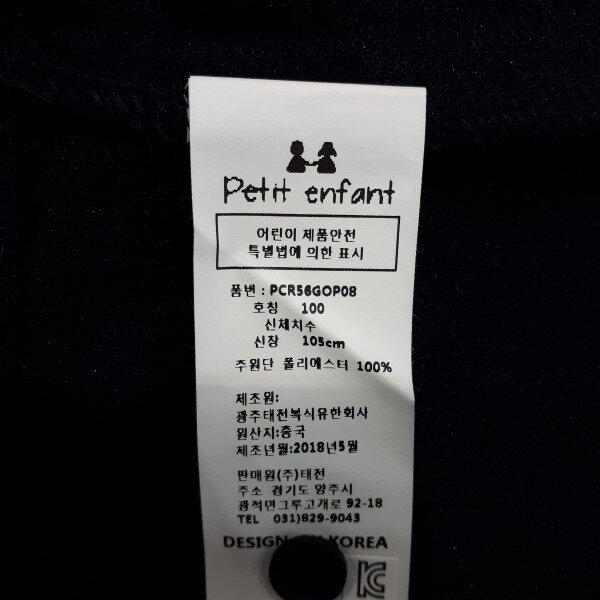 Petit enfant
어린이 제품안전
특별법에 의한 표시
품번 : PCR56GOP08
호칭 100
신체치수
신장 105cm
주원단 폴리에스터 100%
제조원:
광주태전복식유한회사
원산지:중국
제조년월:2018년5월
판매원(주)태전
주소 경기도 양주시
광적면그루고개로 92-18
TEL 031)829-9043
DESIGN KOREA